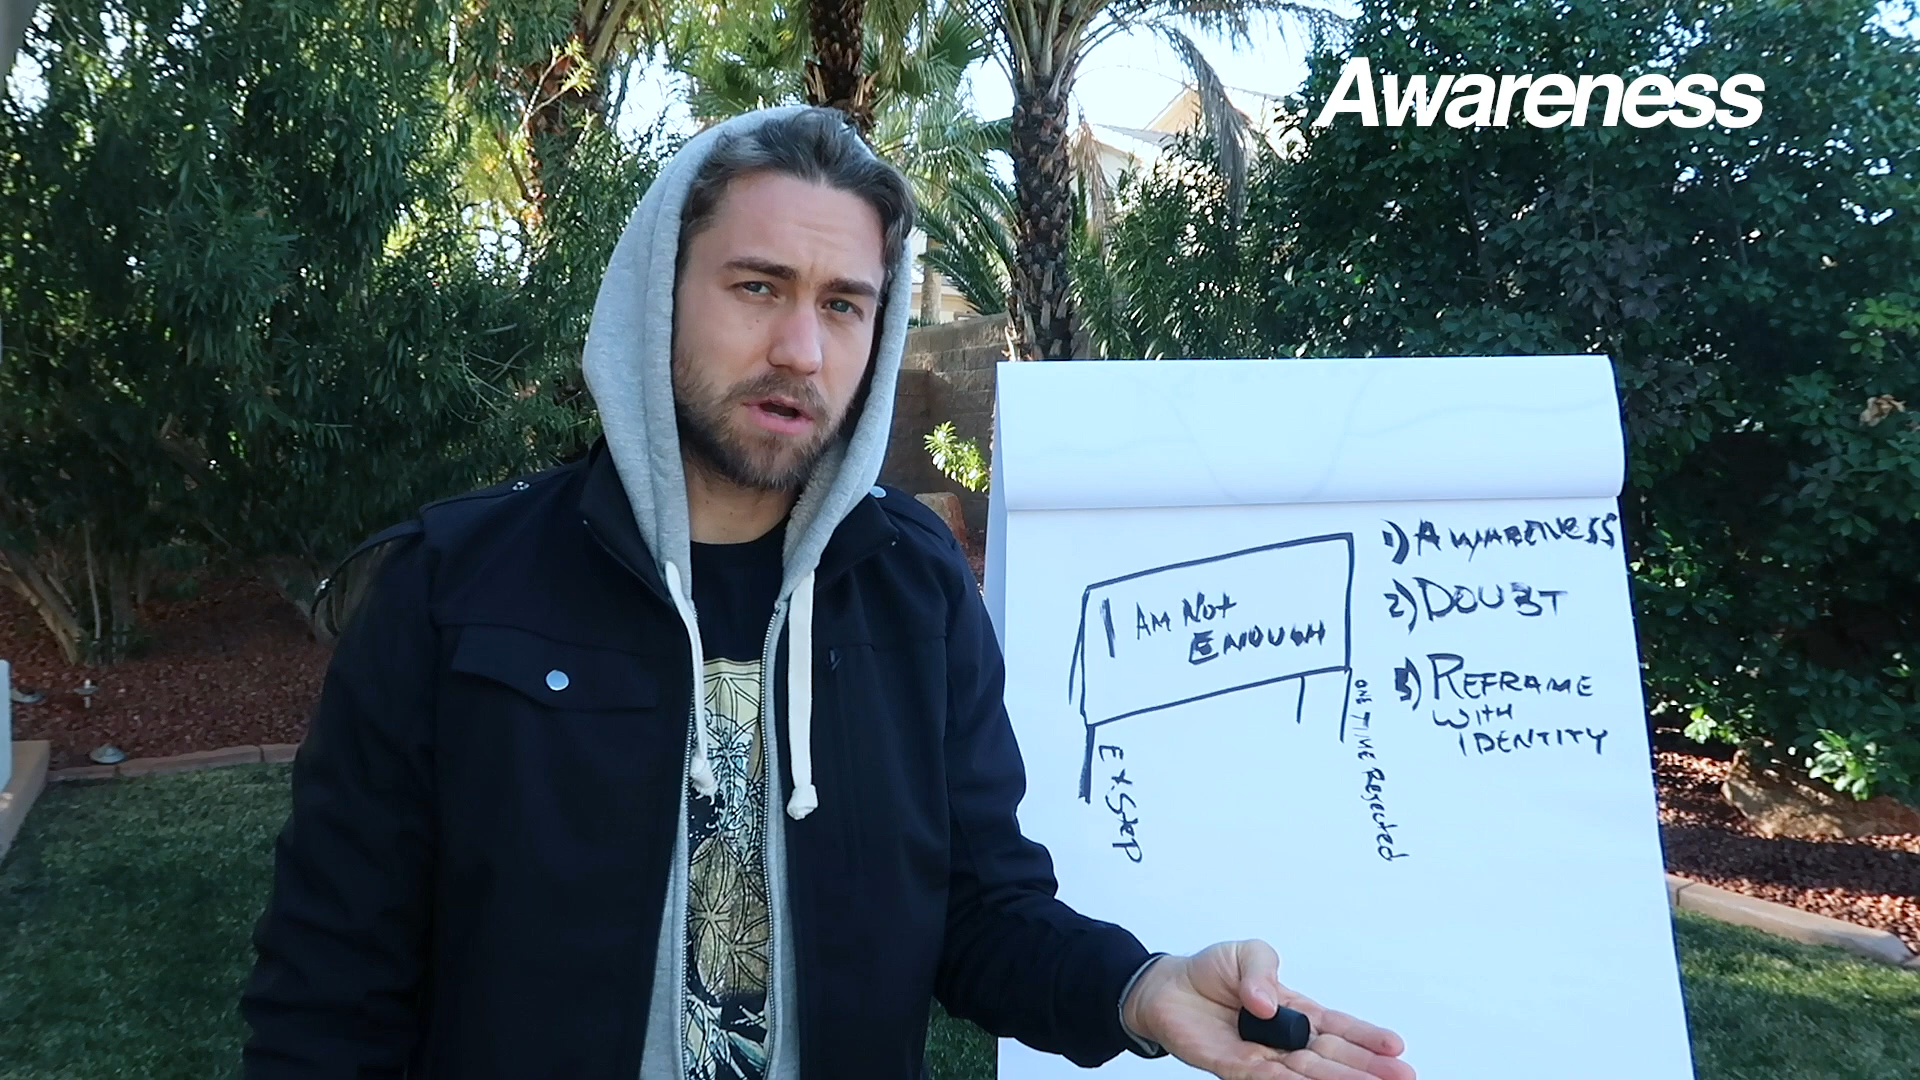 Awareness
I AM NOT
ENOUGH
1) AWARENESS
2) DOUBT
3) REFRAME
WITH
IDENTITY
Ex. Step
ONE TIME Rejected